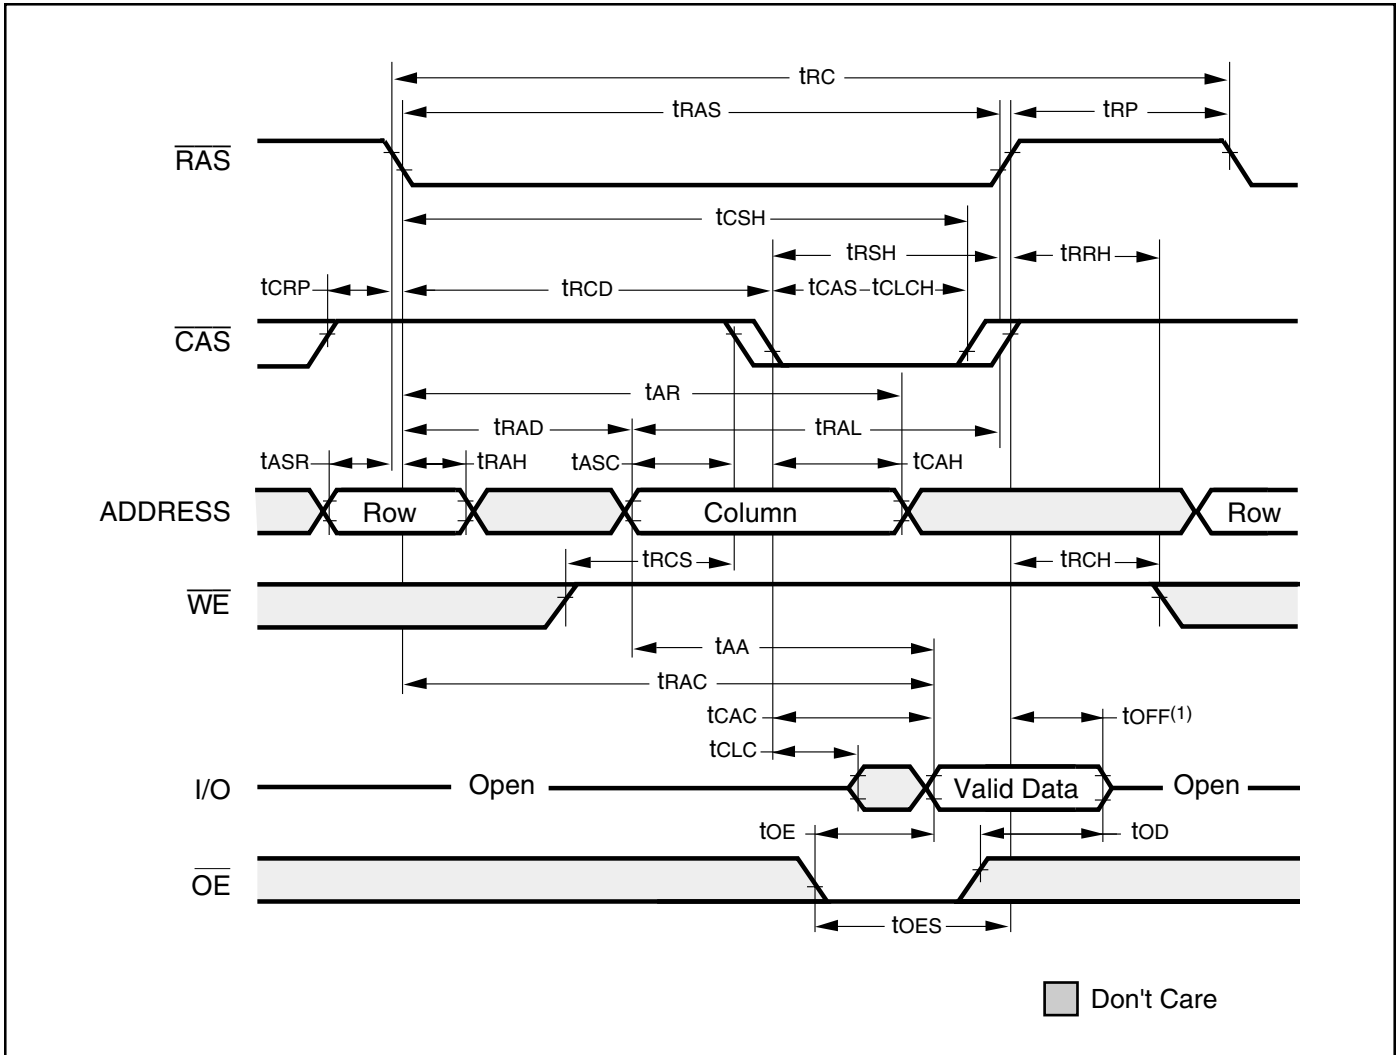 tRC
tRAS
tRP
RAS
tCSH
tRSH
tRRH
tCRP
tRCD
tCAS
tCLCH
CAS
tAR
tRAD
tRAL
tASR
tRAH
tASC
tCAH
ADDRESS
Row
Column
Row
tRCS
tRCH
WE
tAA
tRAC
tCAC
tOFF(1)
tCLC
I/O
Open
Valid Data
Open
tOE
tOD
OE
tOES
Don't Care